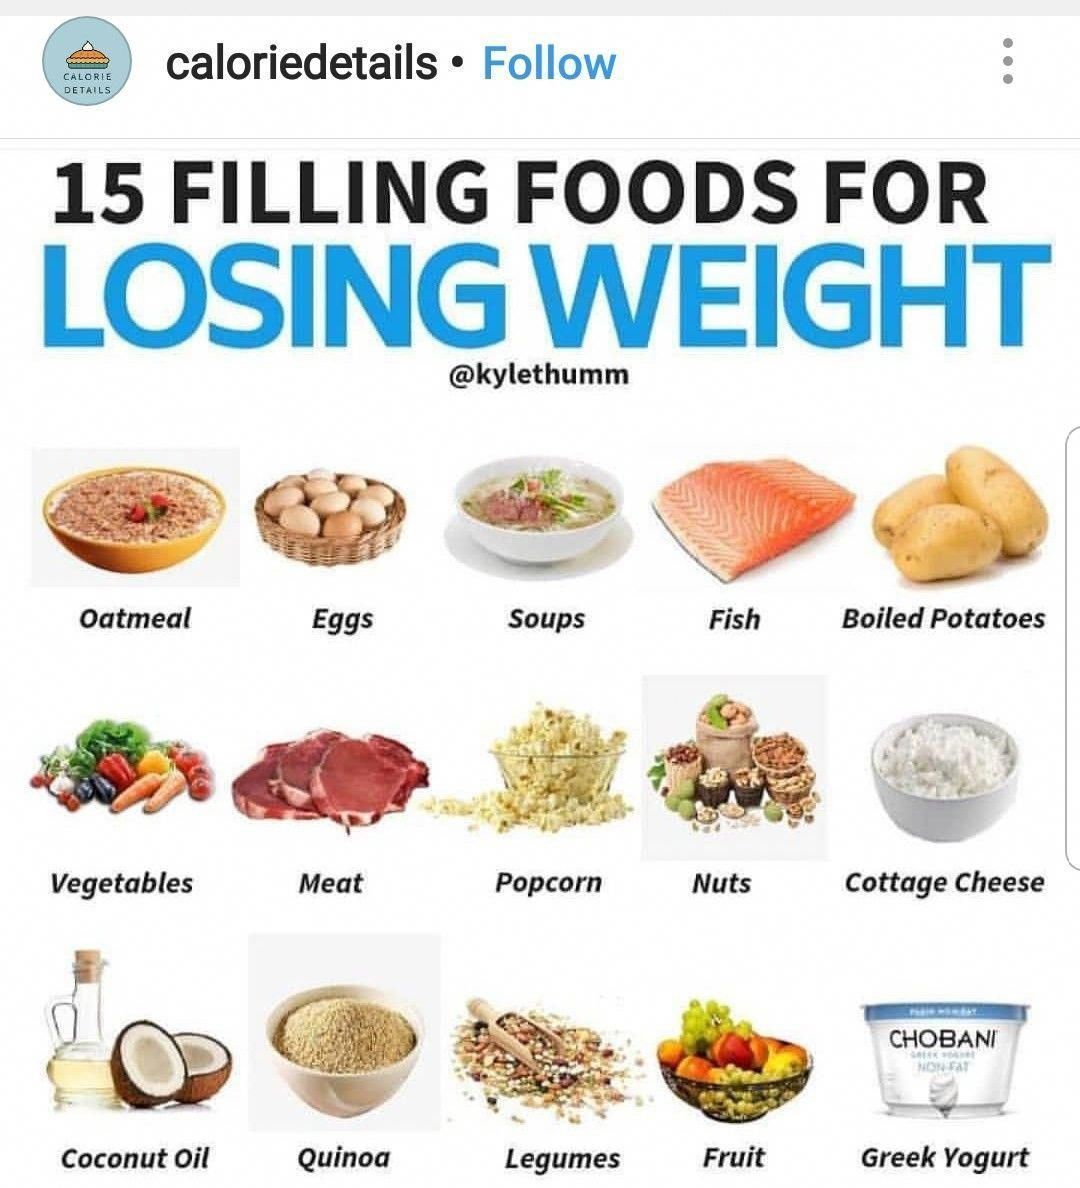 caloriedetails • Follow
CALORIE
DETAILS
15 FILLING FOODS FOR
LOSING WEIGHT
@kylethumm
Oatmeal Eggs Soups Fish Boiled Potatoes
Vegetables Meat Popcorn Nuts Cottage Cheese
CHOBANI
GREEK YOGURT
NON-FAT
Coconut Oil Quinoa Legumes Fruit Greek Yogurt